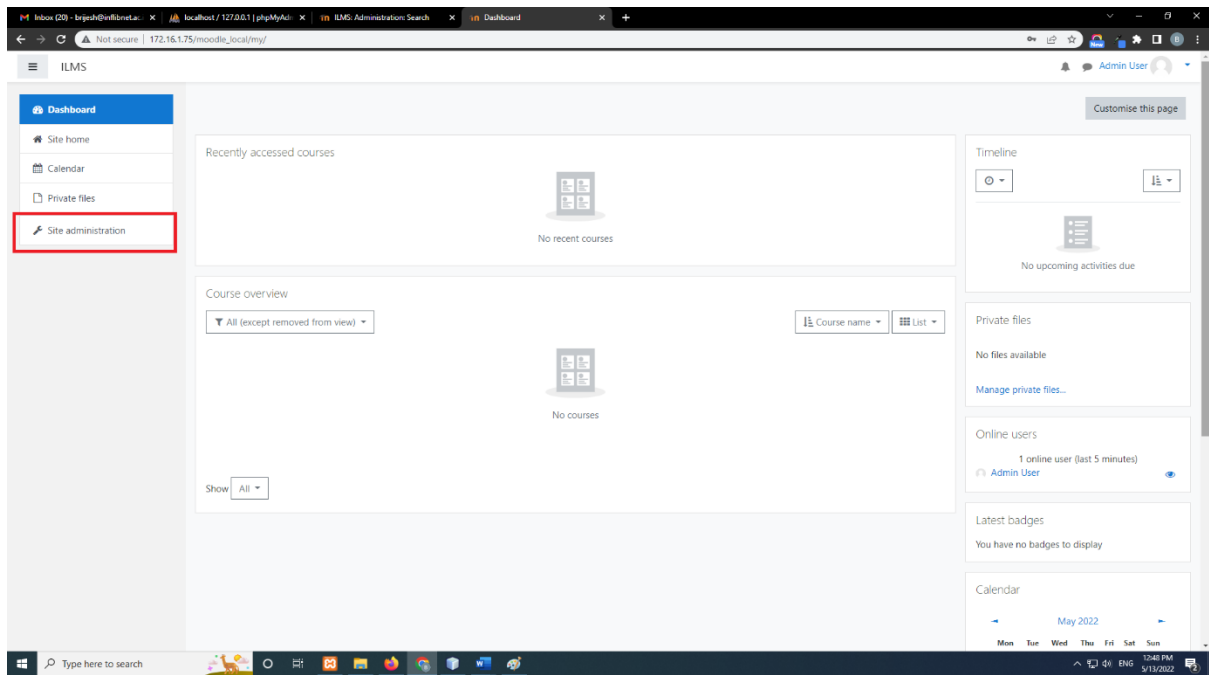 Inbox (20) - brijesh@inflibnet.ac.
localhost / 127.0.0.1 | phpMyAdm
ILMS: Administration: Search
Dashboard
Not secure | 172.16.1.75/moodle_local/my/
New
B
ILMS
Admin User
Dashboard
Site home
Calendar
Private files
Site administration
Customise this page
Recently accessed courses
No recent courses
Course overview
All (except removed from view)
Course name
List
No courses
Show All
Timeline
No upcoming activities due
Private files
No files available
Manage private files...
Online users
1 online user (last 5 minutes)
Admin User
Latest badges
You have no badges to display
Calendar
May 2022
Mon Tue Wed Thu Fri Sat Sun
Type here to search
ENG
12:48 PM
5/13/2022
2